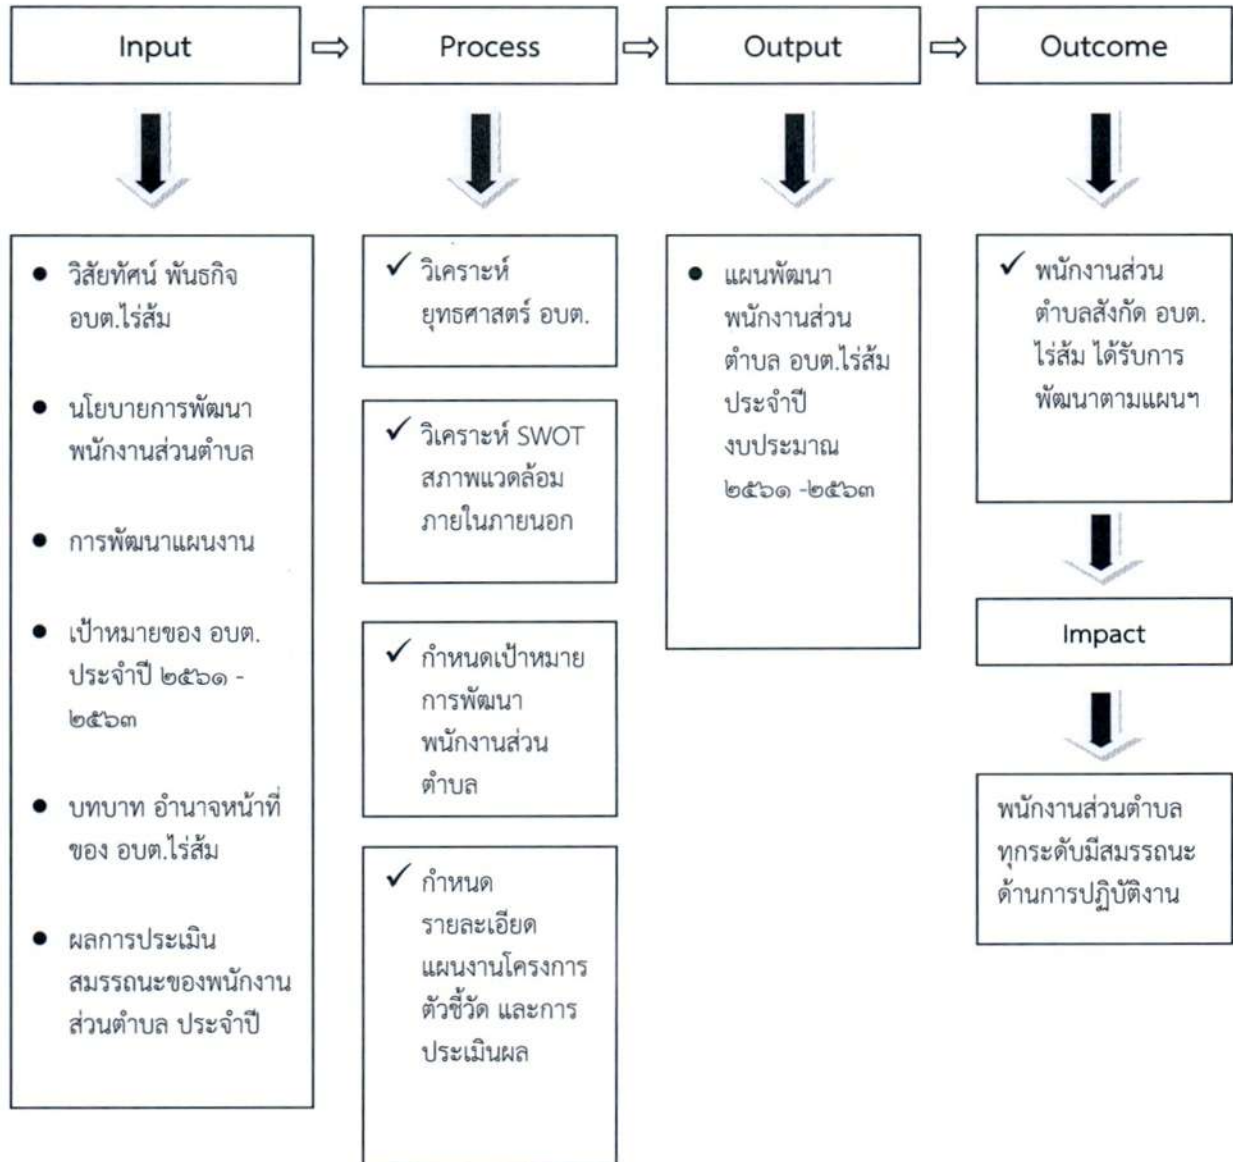 Input
Process
Output
Outcome
วิสัยทัศน์ พันธกิจ
อบต.ไร่ส้ม
นโยบายการพัฒนา
พนักงานส่วนตำบล
การพัฒนาแผนงาน
เป้าหมายของ อบต.
ประจำปี ๒๕๖๑ -
๒๕๖๓
บทบาท อำนาจหน้าที่
ของ อบต.ไร่ส้ม
ผลการประเมิน
สมรรถนะของพนักงาน
ส่วนตำบล ประจำปี
วิเคราะห์
ยุทธศาสตร์ อบต.
วิเคราะห์ SWOT
สภาพแวดล้อม
ภายในภายนอก
กำหนดเป้าหมาย
การพัฒนา
พนักงานส่วน
ตำบล
กำหนด
รายละเอียด
แผนงานโครงการ
ตัวชี้วัด และการ
ประเมินผล
แผนพัฒนา
พนักงานส่วน
ตำบล อบต.ไร่ส้ม
ประจำปี
งบประมาณ
๒๕๖๑ -๒๕๖๓
พนักงานส่วน
ตำบลสังกัด อบต.
ไร่ส้ม ได้รับการ
พัฒนาตามแผนฯ
Impact
พนักงานส่วนตำบล
ทุกระดับมีสมรรถนะ
ด้านการปฏิบัติงาน